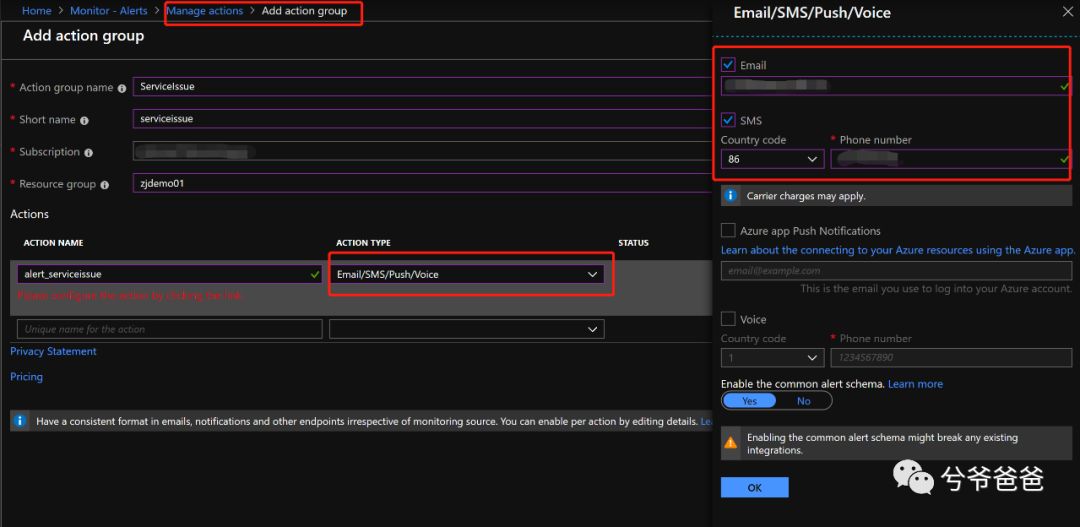 Home > Monitor - Alerts > Manage actions > Add action group
Add action group
* Action group name
ServiceIssue
* Short name
serviceissue
* Subscription
* Resource group
zjdemo01
Actions
ACTION NAME
ACTION TYPE
STATUS
alert_serviceissue
Email/SMS/Push/Voice
Please configure the action by clicking the link.
Unique name for the action
Privacy Statement
Pricing
Have a consistent format in emails, notifications and other endpoints irrespective of monitoring source. You can enable per action by editing details.
Email/SMS/Push/Voice
Email
SMS
Country code
* Phone number
86
Carrier charges may apply.
Azure app Push Notifications
Learn about the connecting to your Azure resources using the Azure app.
email@example.com
This is the email you use to log into your Azure account.
Voice
Country code
* Phone number
1
1234567890
Enable the common alert schema. Learn more
Yes
No
Enabling the common alert schema might break any existing
integrations.
OK
兮爷爸爸